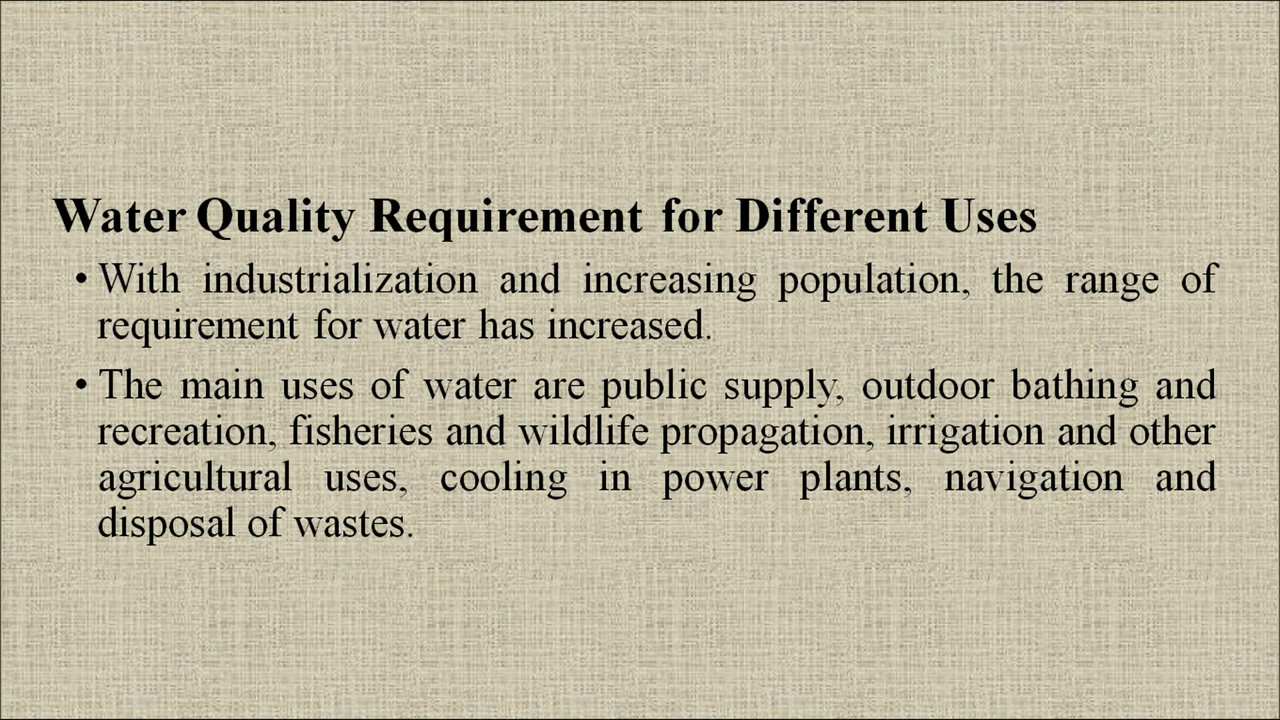 Water Quality Requirement for Different Uses
• With industrialization and increasing population, the range of
requirement for water has increased.
• The main uses of water are public supply, outdoor bathing and
recreation, fisheries and wildlife propagation, irrigation and other
agricultural uses, cooling in power plants, navigation and
disposal of wastes.